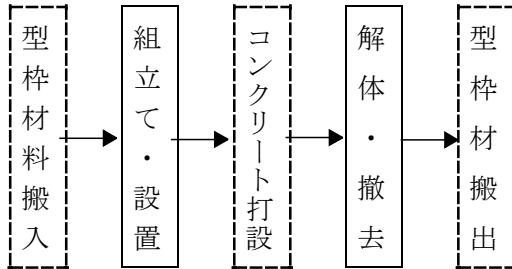 型枠材料搬入
組立て・設置
コンクリート打設
解体・撤去
型枠材搬出